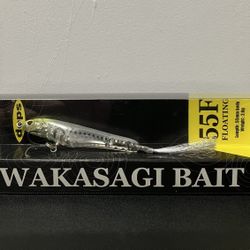 deps
55F
FLOATING
WAKASAGI BAIT